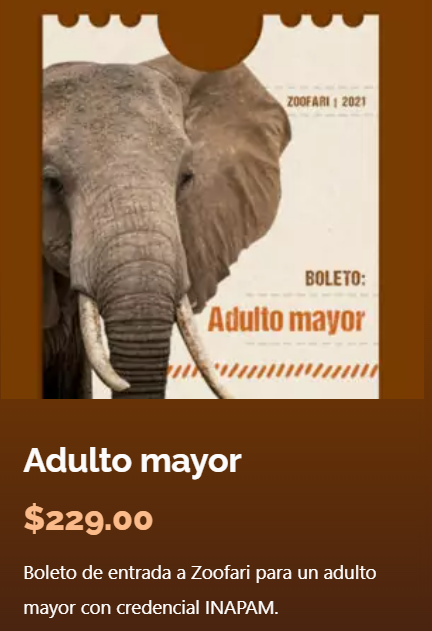 ZOOFARI | 2021
BOLETO:
Adulto mayor
Adulto mayor
$229.00
Boleto de entrada a Zoofari para un adulto
mayor con credencial INAPAM.